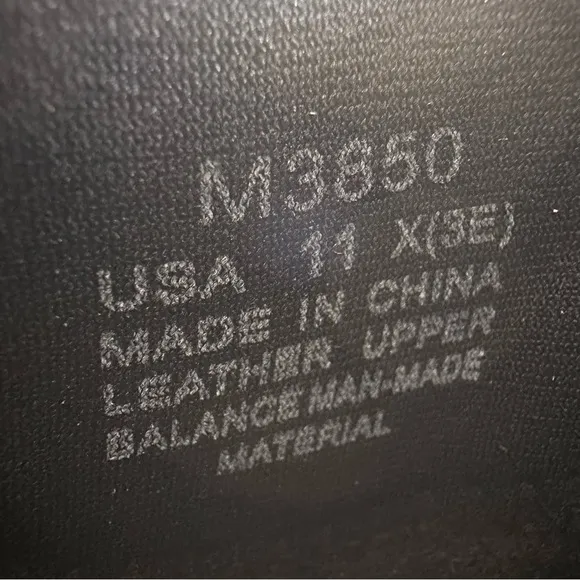 M3850
USA 11 X(3E)
MADE IN CHINA
LEATHER UPPER
BALANCE MAN-MADE
MATERIAL